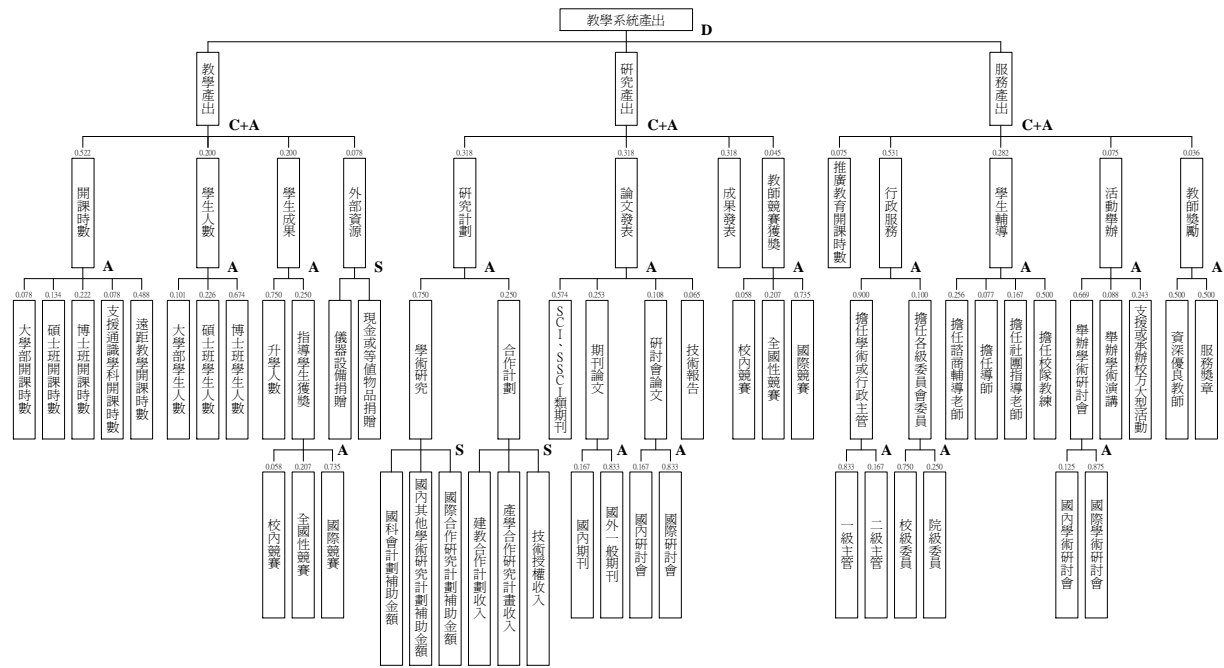 教學系統產出
D
教學產出
研究產出
服務產出
C+A
C+A
C+A
0.522
0.200
0.200
0.078
0.318
0.318
0.318
0.045
0.075
0.531
0.282
0.075
0.036
開課時數
學生人數
學生成果
外部資源
研究計劃
論文發表
成果發表
教師競賽獲獎
推廣教育開課時數
行政服務
學生輔導
活動舉辦
教師獎勵
A
A
A
S
A
A
A
A
A
A
A
0.078
0.134
0.222
0.078
0.488
0.101
0.226
0.674
0.750
0.250
0.750
0.250
0.574
0.253
0.108
0.065
0.058
0.207
0.735
0.900
0.100
0.256
0.077
0.167
0.500
0.669
0.088
0.243
0.500
0.500
大學部開課時數
碩士班開課時數
博士班開課時數
支援通識學科開課時數
遠距教學開課時數
大學部學生人數
碩士班學生人數
博士班學生人數
升學人數
指導學生獲獎
儀器設備捐贈
現金或等值物品捐贈
學術研究
合作計劃
SCI、SSCI類期刊
期刊論文
研討會論文
技術報告
校內競賽
全國性競賽
國際競賽
擔任學術或行政主管
擔任各級委員會委員
擔任諮商輔導老師
擔任導師
擔任社團指導老師
擔任校隊教練
舉辦學術研討會
舉辦學術演講
支援或承辦校方大型活動
資深優良教師
服務獎章
A
S
S
A
A
A
A
A
0.058
0.207
0.735
0.167
0.833
0.167
0.833
0.833
0.167
0.750
0.250
0.125
0.875
校內競賽
全國性競賽
國際競賽
國科會計劃補助金額
國內其他學術研究計劃補助金額
國際合作研究計劃補助金額
建教合作計劃收入
產學合作研究計畫收入
技術授權收入
國內期刊
國外一般期刊
國內研討會
國際研討會
一級主管
二級主管
校級委員
院級委員
國內學術研討會
國際學術研討會